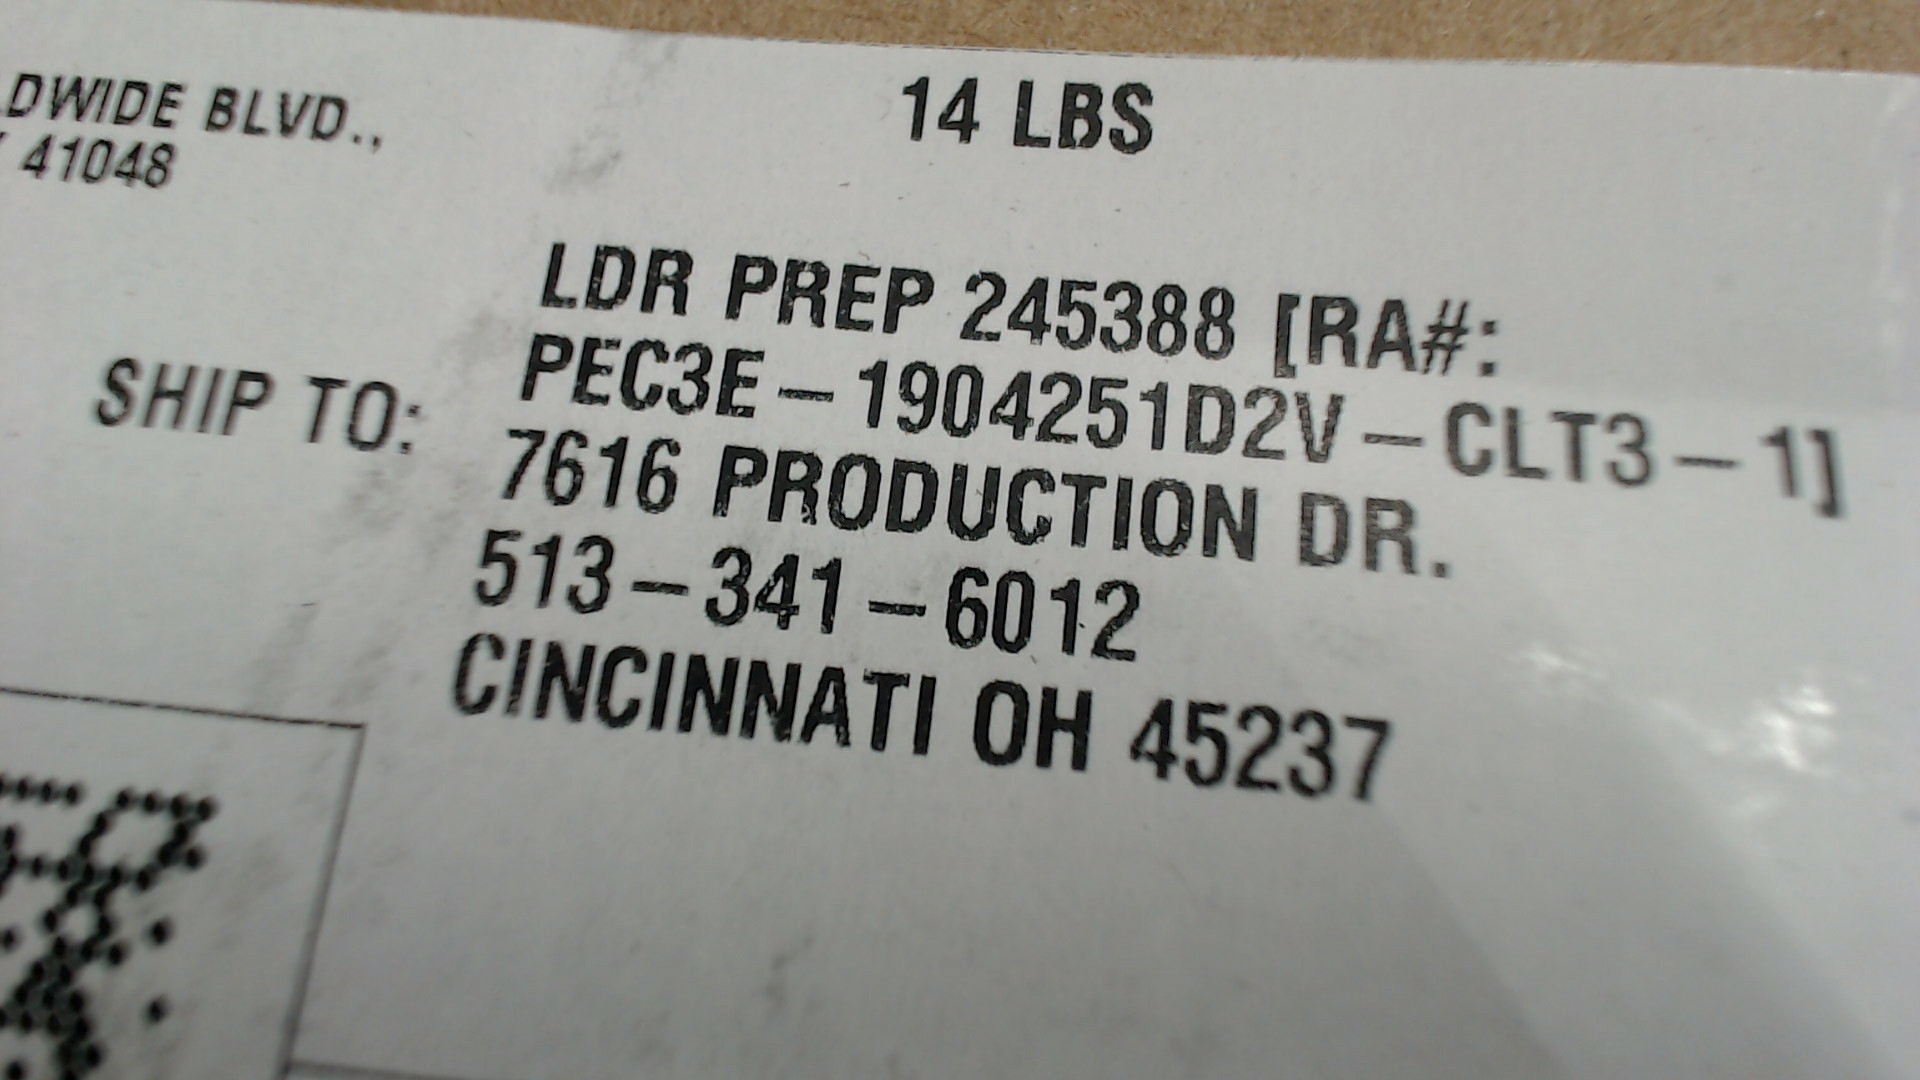 DWIDE BLVD.,
41048
14 LBS
SHIP TO:
LDR PREP 245388 [RA#:
PEC3E-1904251D2V-CLT3-1]
7616 PRODUCTION DR.
513-341-6012
CINCINNATI OH 45237